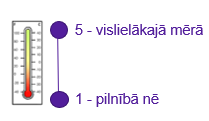 5 - vislielākajā mērā
1 - pilnībā nē